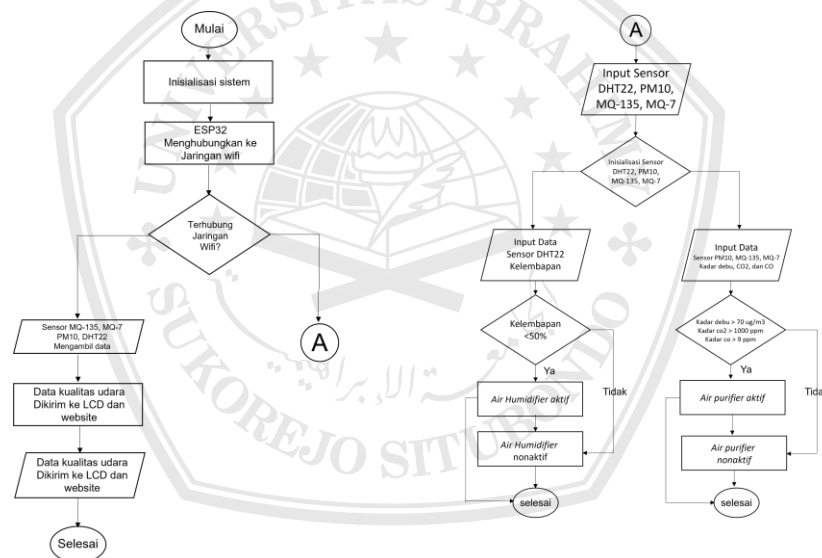 Mulai
Inisialisasi sistem
ESP32
Menghubungkan ke
Jaringan wifi
Terhubung
Jaringan
Wifi?
Sensor MQ-135, MQ-7
PM10, DHT22
Mengambil data
Data kualitas udara
Dikirim ke LCD dan
website
Data kualitas udara
Dikirim ke LCD dan
website
Selesai
A
A
Input Sensor
DHT22, PM10,
MQ-135, MQ-7
Inisialisasi Sensor
DHT22, PM10,
MQ-135, MQ-7
Input Data
Sensor DHT22
Kelembapan
Kelembapan
<50%
Ya
Tidak
Air Humidifier aktif
Air Humidifier
nonaktif
selesai
Input Data
Sensor PM10, MQ-135, MQ-7
Kadar debu, CO2, dan CO
Kadar debu > 70 ug/m3
Kadar co2 > 1000 ppm
Kadar co > 9 ppm
Ya
Tida
Air purifier aktif
Air purifier
nonaktif
selesai
UNIVERSITAS IBRAHIMY
SUKOREJO SITUBONDO